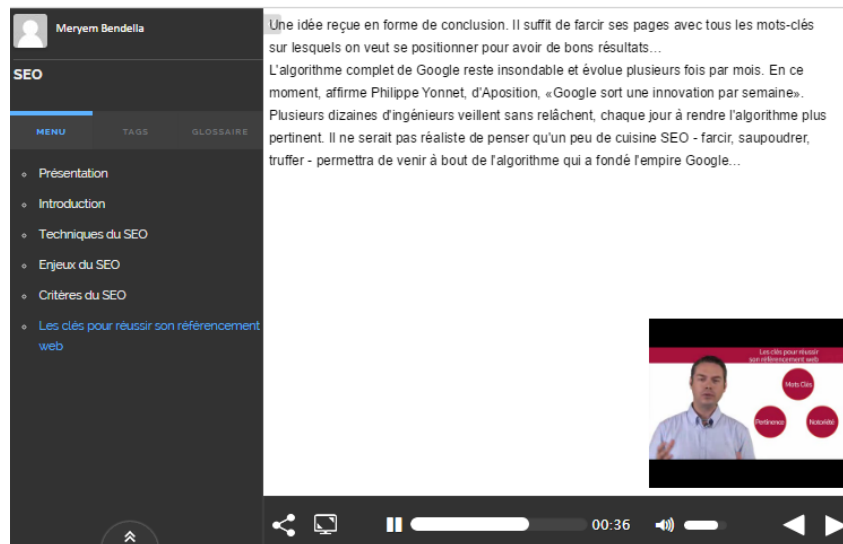 Meryem Bendella
SEO
MENU TAGS GLOSSAIRE
Présentation
Introduction
Techniques du SEO
Enjeux du SEO
Critères du SEO
Les clés pour réussir son référencement
web
Une idée reçue en forme de conclusion. Il suffit de farcir ses pages avec tous les mots-clés
sur lesquels on veut se positionner pour avoir de bons résultats…
L'algorithme complet de Google reste insondable et évolue plusieurs fois par mois. En ce
moment, affirme Philippe Yonnet, d'Aposition, «Google sort une innovation par semaine».
Plusieurs dizaines d'ingénieurs veillent sans relâchent, chaque jour à rendre l'algorithme plus
pertinent. Il ne serait pas réaliste de penser qu'un peu de cuisine SEO - farcir, saupoudrer,
truffer - permettra de venir à bout de l'algorithme qui a fondé l'empire Google…
Les clés pour réussir
son référencement web
Mots Clés
Pertinence
Notoriété
00:36